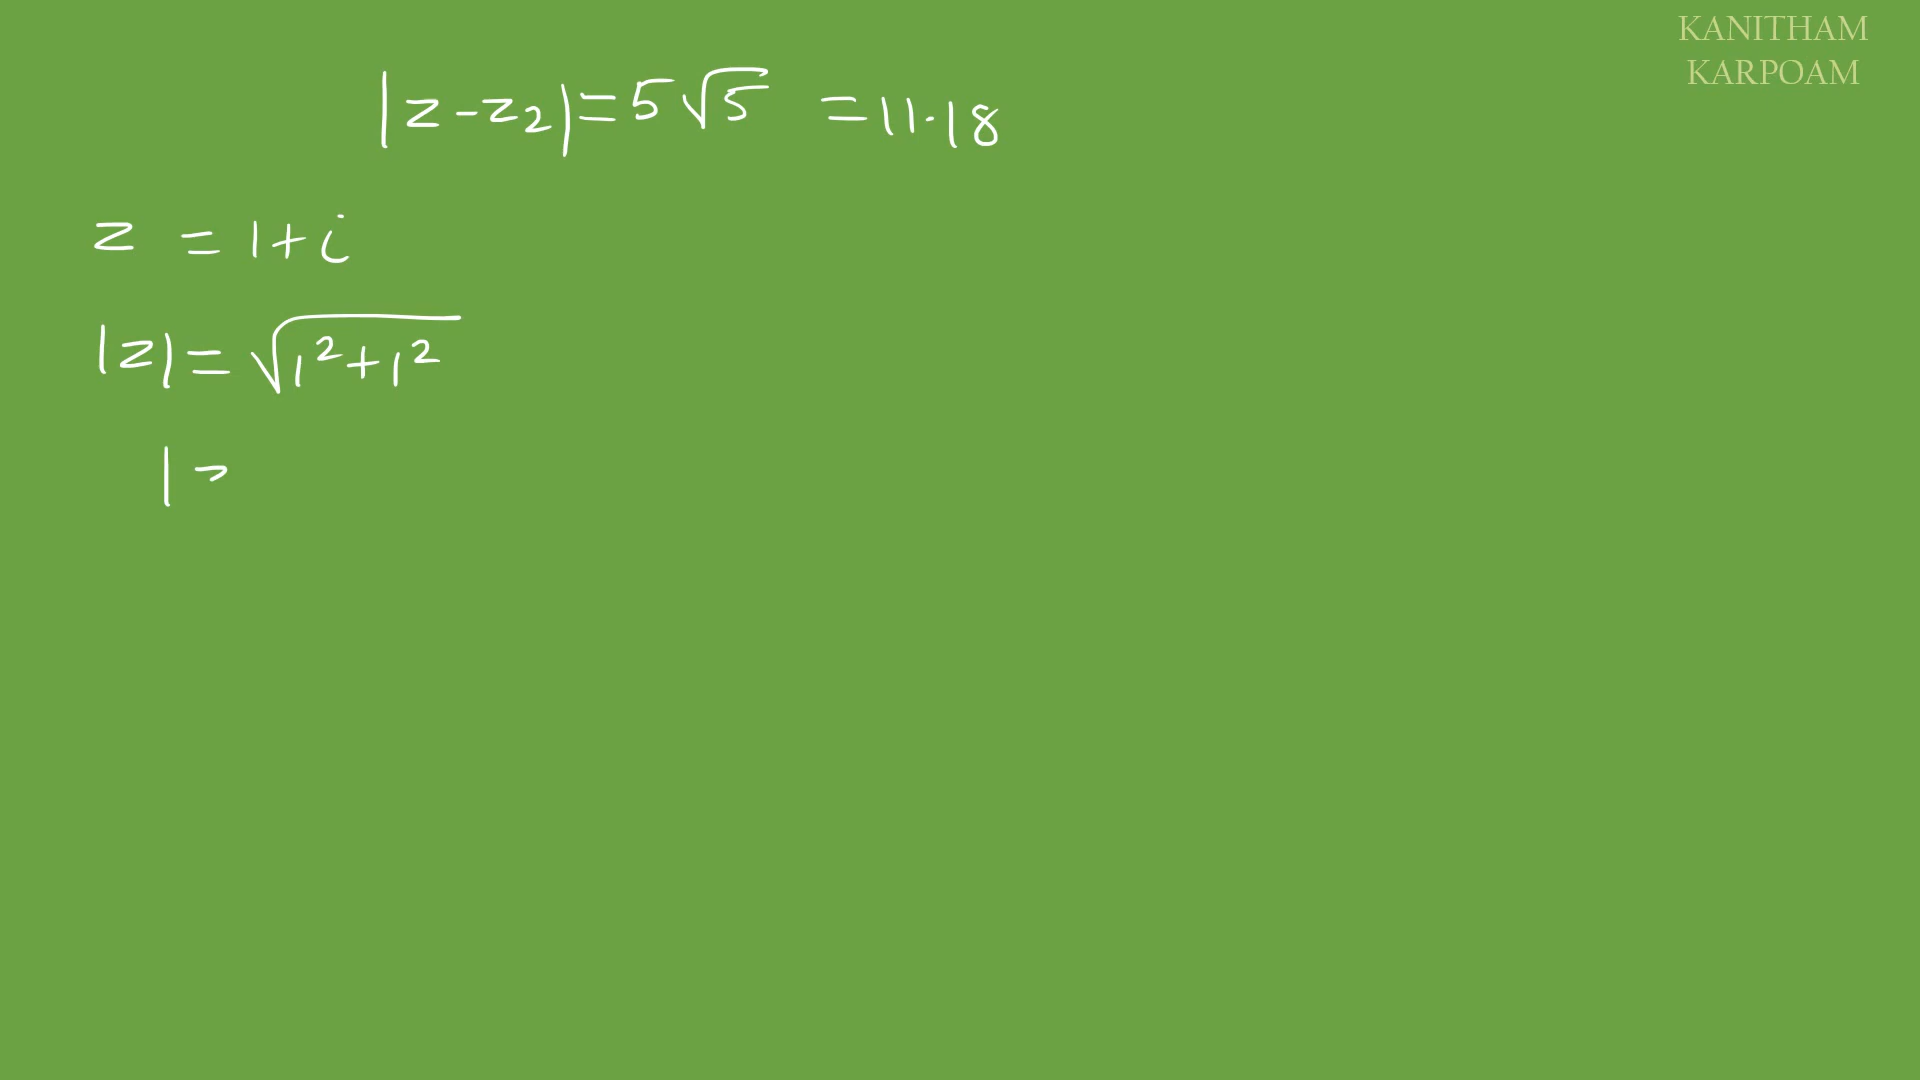 KANITHAM
KARPOAM
|z-z₂|=5√5 =11.18
z = 1+i
|z|=√1²+1²
|